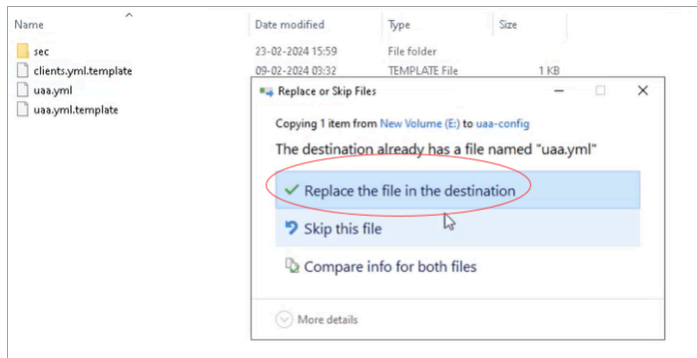 Name Date modified Type Size
sec 23-02-2024 15:59 File folder
clients.yml.template 09-02-2024 03:32 TEMPLATE File 1 KB
uaa.yml
uaa.yml.template
Replace or Skip Files
Copying 1 item from New Volume (E:) to uaa-config
The destination already has a file named "uaa.yml"
Replace the file in the destination
Skip this file
Compare info for both files
More details